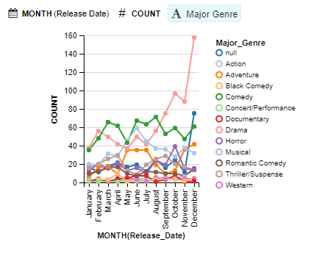 MONTH (Release Date) # COUNT A Major Genre
160
140
120
100
80
60
40
20
0
COUNT
January
February
March
April
May
June
July
August
September
October
November
December
MONTH(Release_Date)
Major_Genre
null
Action
Adventure
Black Comedy
Comedy
Concert/Performance
Documentary
Drama
Horror
Musical
Romantic Comedy
Thriller/Suspense
Western